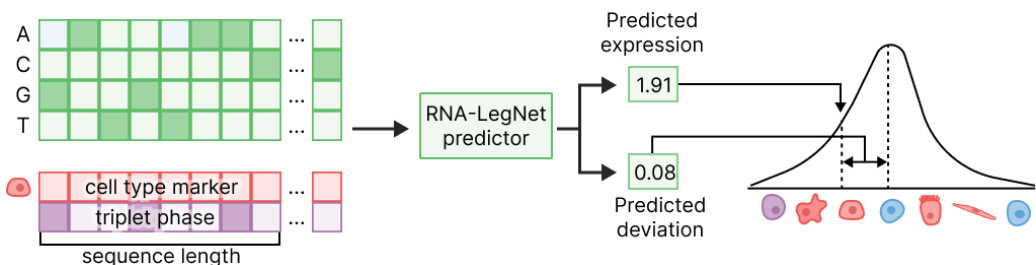 A
C
G
T
...
...
...
...
cell type marker
...
triplet phase
...
sequence length
RNA-LegNet
predictor
Predicted
expression
1.91
0.08
Predicted
deviation